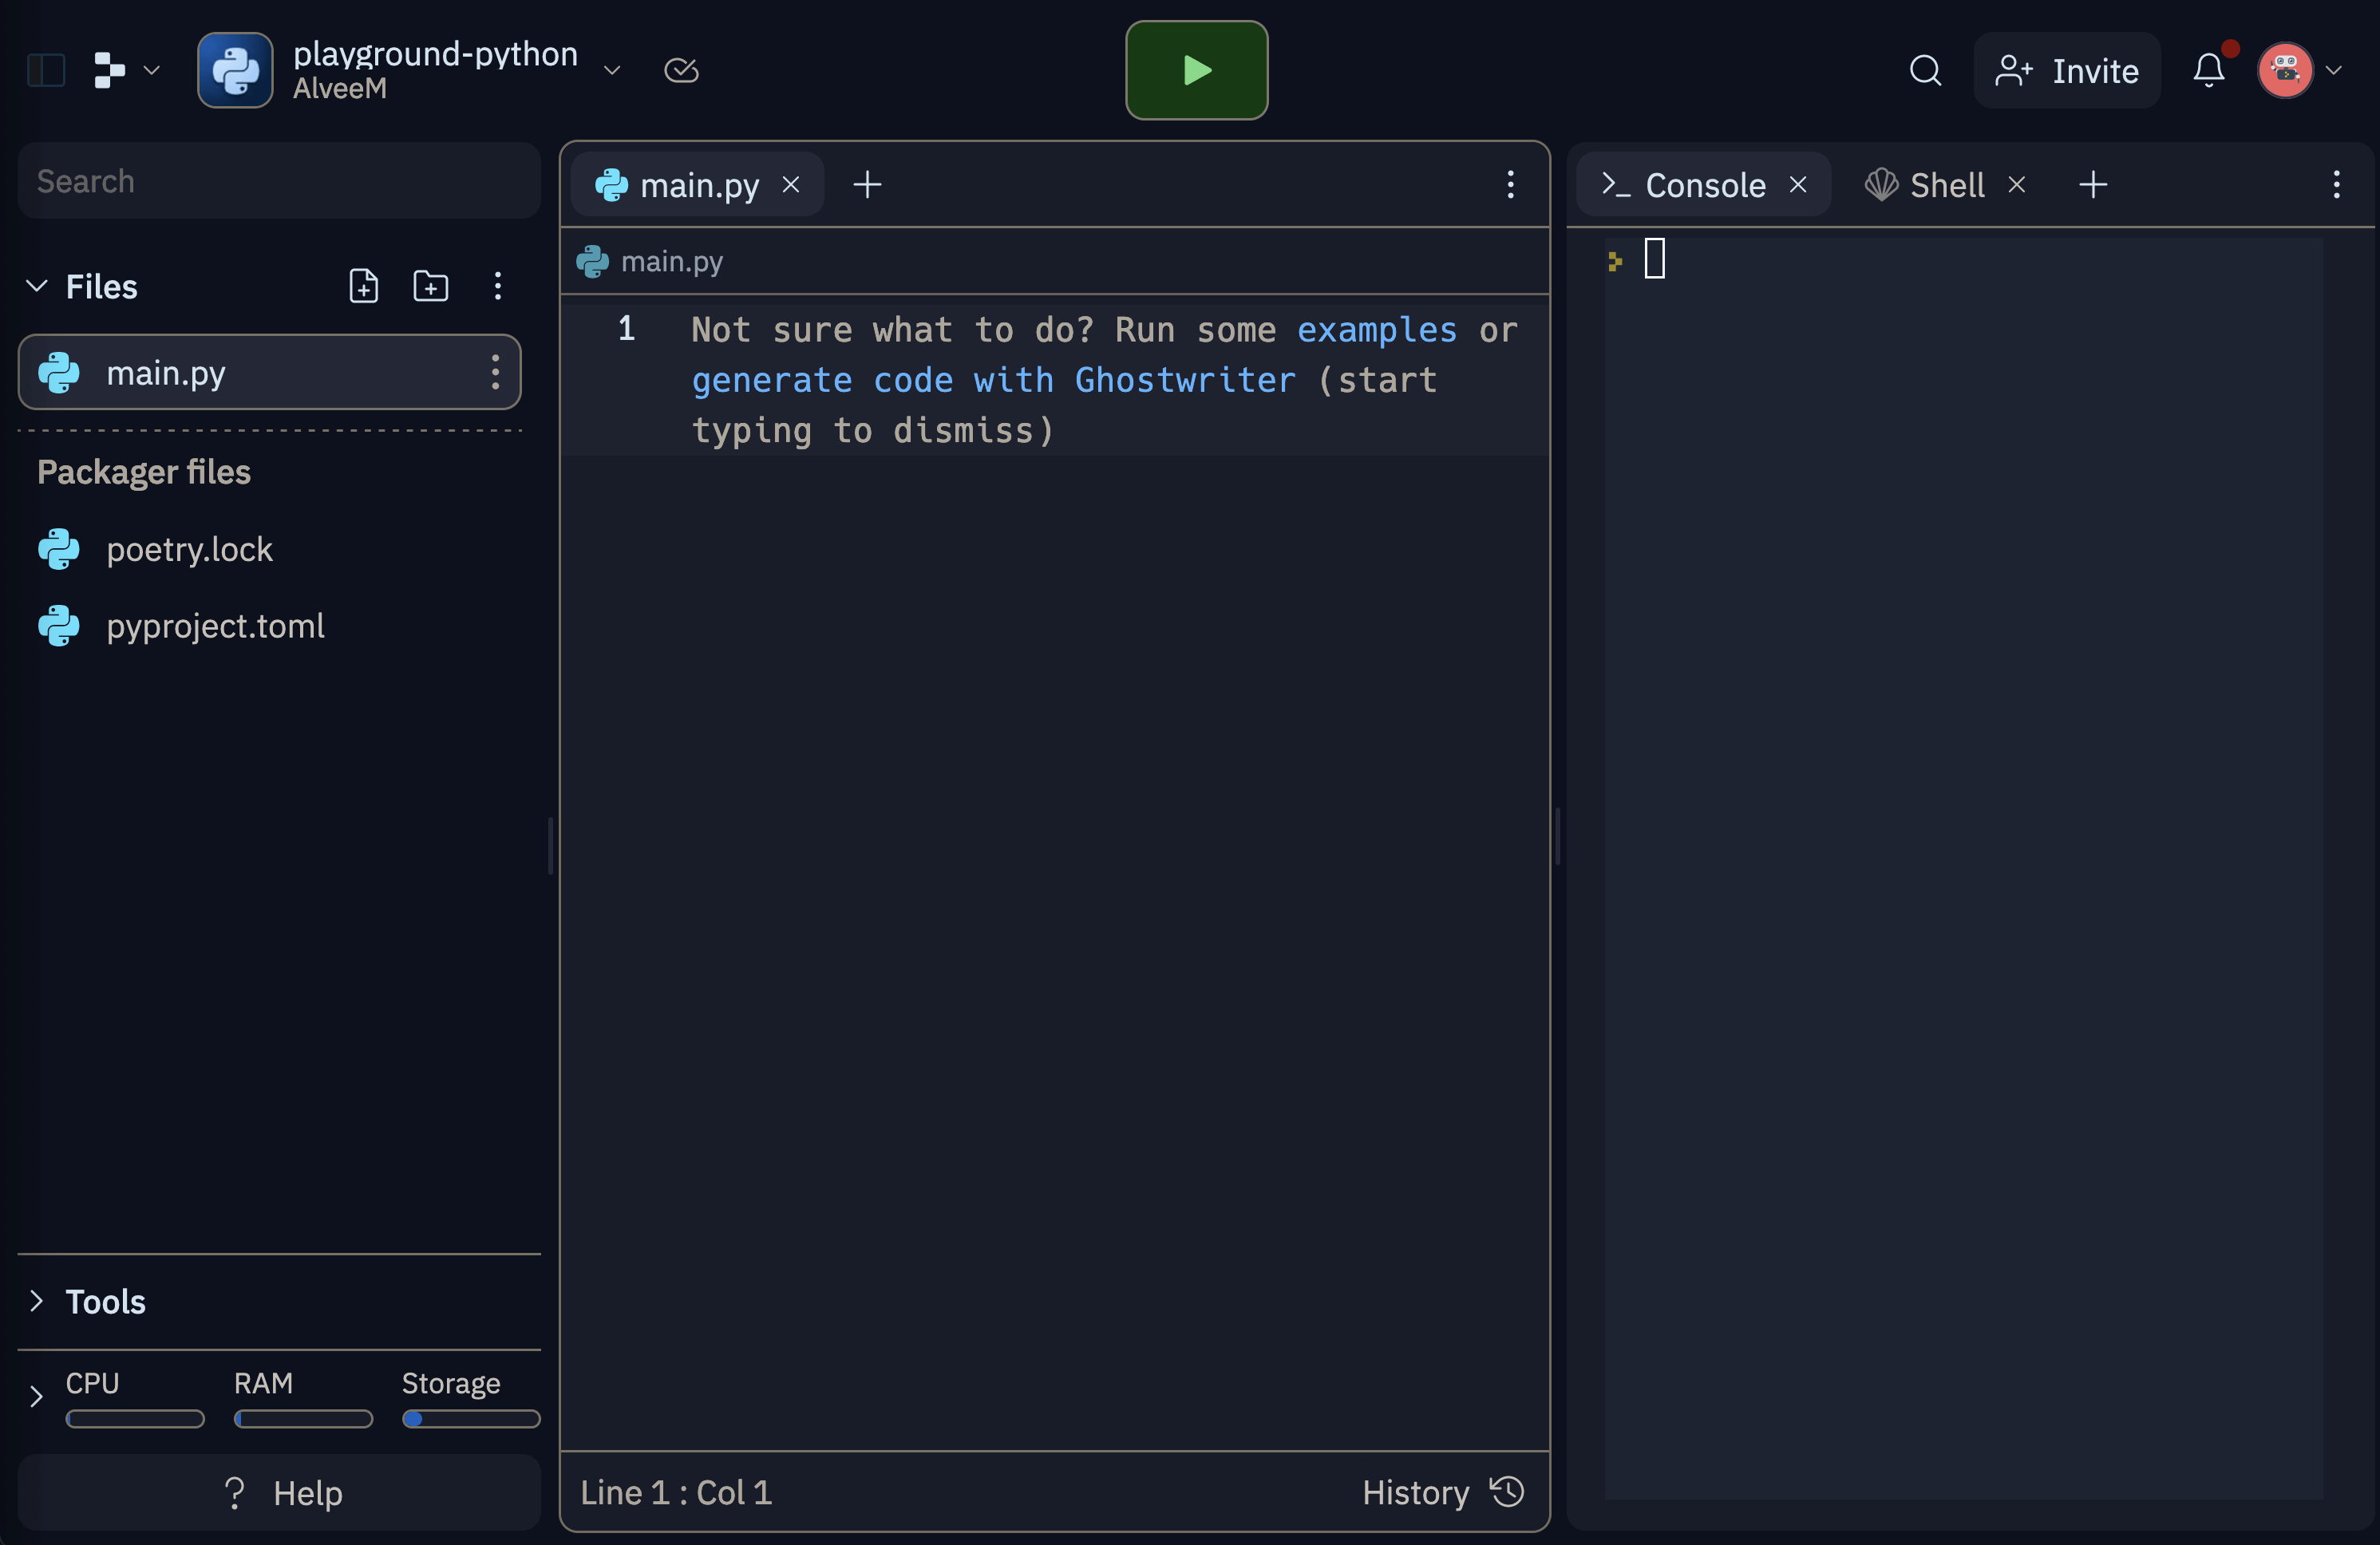 playground-python
AlveeM
Invite
Search
Files
main.py
Packager files
poetry.lock
pyproject.toml
Tools
CPU RAM Storage
? Help
main.py
main.py
1 Not sure what to do? Run some examples or
generate code with Ghostwriter (start
typing to dismiss)
Line 1 : Col 1 History
Console Shell